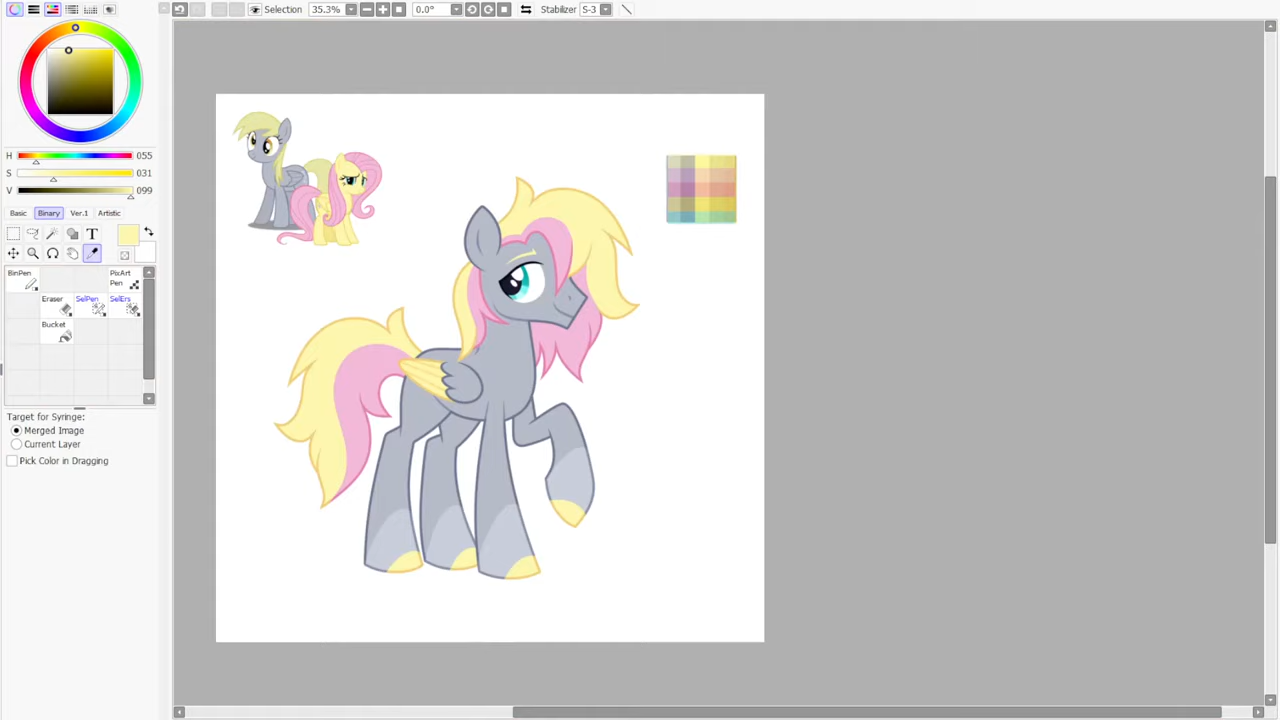 Selection 35.3% 0.0° Stabilizer S-3
H 055
S 031
V 099
Basic Binary Ver.1 Artistic
T
BinPen PixArt
Pen
Eraser SelPen SelErs
Bucket
Target for Syringe:
Merged Image
Current Layer
Pick Color in Dragging